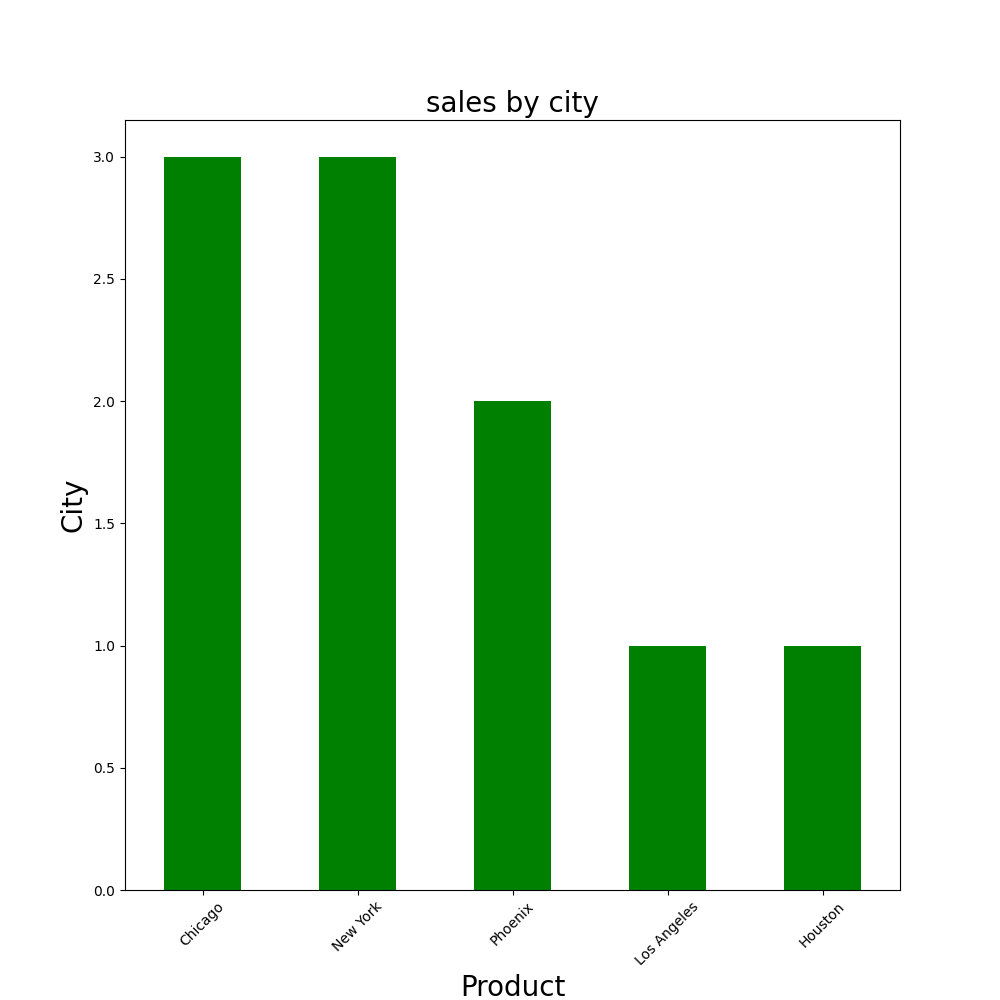 sales by city
3.0
2.5
2.0
1.5
1.0
0.5
0.0
City
Chicago
New York
Phoenix
Los Angeles
Houston
Product